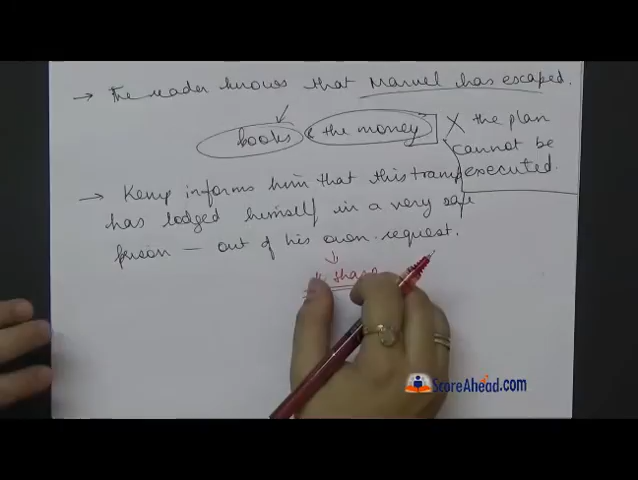 → The reader knows that Marvel has escaped.
books & the money X the plan
cannot be
executed.
→ Kemp informs him that this tramp
has lodged himself in a very safe
prison — out of his own request.
ScoreAhead.com